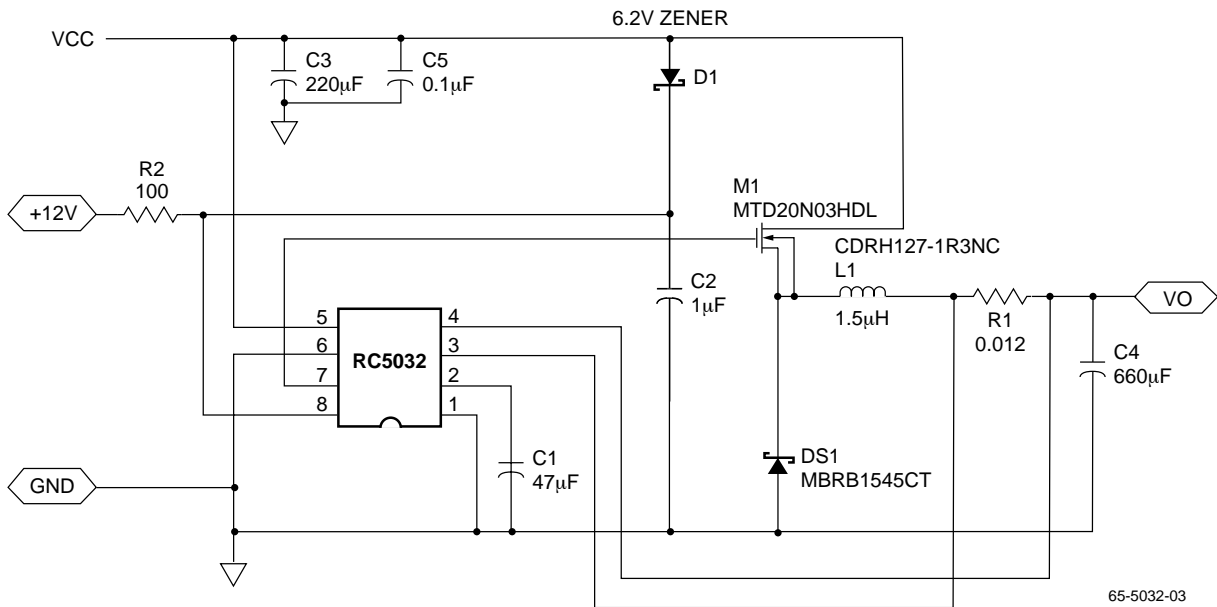 6.2V ZENER
VCC
C3
220μF
C5
0.1μF
D1
R2
100
+12V
M1
MTD20N03HDL
CDRH127-1R3NC
L1
1.5μH
C2
1μF
VO
R1
0.012
C4
660μF
5
6
7
8
RC5032
4
3
2
1
C1
47μF
DS1
MBRB1545CT
GND
65-5032-03